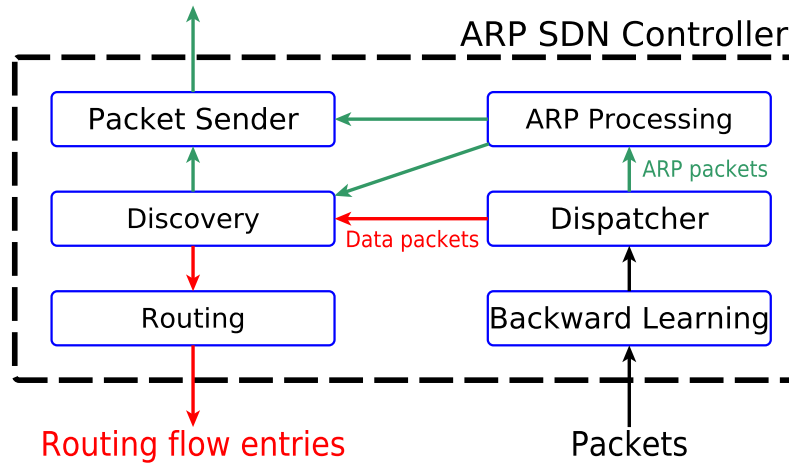 ARP SDN Controller
Packet Sender
ARP Processing
ARP packets
Discovery
Dispatcher
Data packets
Routing
Backward Learning
Routing flow entries
Packets